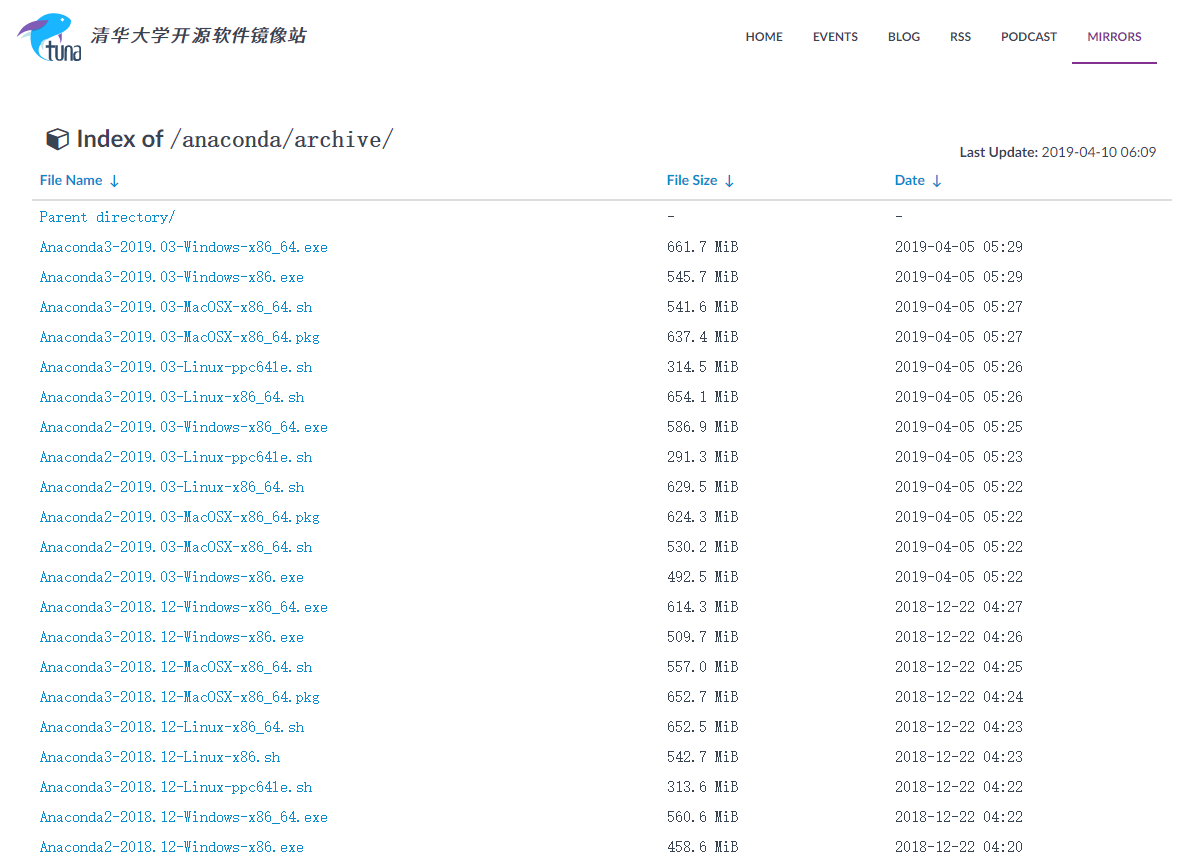 tuna 清华大学开源软件镜像站 HOME EVENTS BLOG RSS PODCAST MIRRORS
Index of /anaconda/archive/
Last Update: 2019-04-10 06:09
File Name ↓ File Size ↓ Date ↓
Parent directory/ - -
Anaconda3-2019.03-Windows-x86_64.exe 661.7 MiB 2019-04-05 05:29
Anaconda3-2019.03-Windows-x86.exe 545.7 MiB 2019-04-05 05:29
Anaconda3-2019.03-MacOSX-x86_64.sh 541.6 MiB 2019-04-05 05:27
Anaconda3-2019.03-MacOSX-x86_64.pkg 637.4 MiB 2019-04-05 05:27
Anaconda3-2019.03-Linux-ppc64le.sh 314.5 MiB 2019-04-05 05:26
Anaconda3-2019.03-Linux-x86_64.sh 654.1 MiB 2019-04-05 05:26
Anaconda2-2019.03-Windows-x86_64.exe 586.9 MiB 2019-04-05 05:25
Anaconda2-2019.03-Linux-ppc64le.sh 291.3 MiB 2019-04-05 05:23
Anaconda2-2019.03-Linux-x86_64.sh 629.5 MiB 2019-04-05 05:22
Anaconda2-2019.03-MacOSX-x86_64.pkg 624.3 MiB 2019-04-05 05:22
Anaconda2-2019.03-MacOSX-x86_64.sh 530.2 MiB 2019-04-05 05:22
Anaconda2-2019.03-Windows-x86.exe 492.5 MiB 2019-04-05 05:22
Anaconda3-2018.12-Windows-x86_64.exe 614.3 MiB 2018-12-22 04:27
Anaconda3-2018.12-Windows-x86.exe 509.7 MiB 2018-12-22 04:26
Anaconda3-2018.12-MacOSX-x86_64.sh 557.0 MiB 2018-12-22 04:25
Anaconda3-2018.12-MacOSX-x86_64.pkg 652.7 MiB 2018-12-22 04:24
Anaconda3-2018.12-Linux-x86_64.sh 652.5 MiB 2018-12-22 04:23
Anaconda3-2018.12-Linux-x86.sh 542.7 MiB 2018-12-22 04:23
Anaconda3-2018.12-Linux-ppc64le.sh 313.6 MiB 2018-12-22 04:22
Anaconda2-2018.12-Windows-x86_64.exe 560.6 MiB 2018-12-22 04:22
Anaconda2-2018.12-Windows-x86.exe 458.6 MiB 2018-12-22 04:20